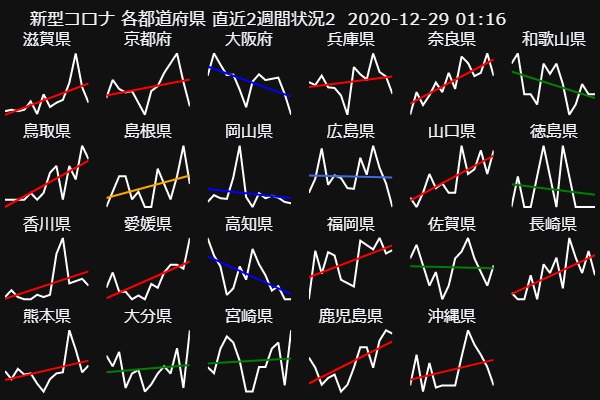 新型コロナ 各都道府県 直近2週間状況2 2020-12-29 01:16
滋賀県 京都府 大阪府 兵庫県 奈良県 和歌山県
鳥取県 島根県 岡山県 広島県 山口県 徳島県
香川県 愛媛県 高知県 福岡県 佐賀県 長崎県
熊本県 大分県 宮崎県 鹿児島県 沖縄県